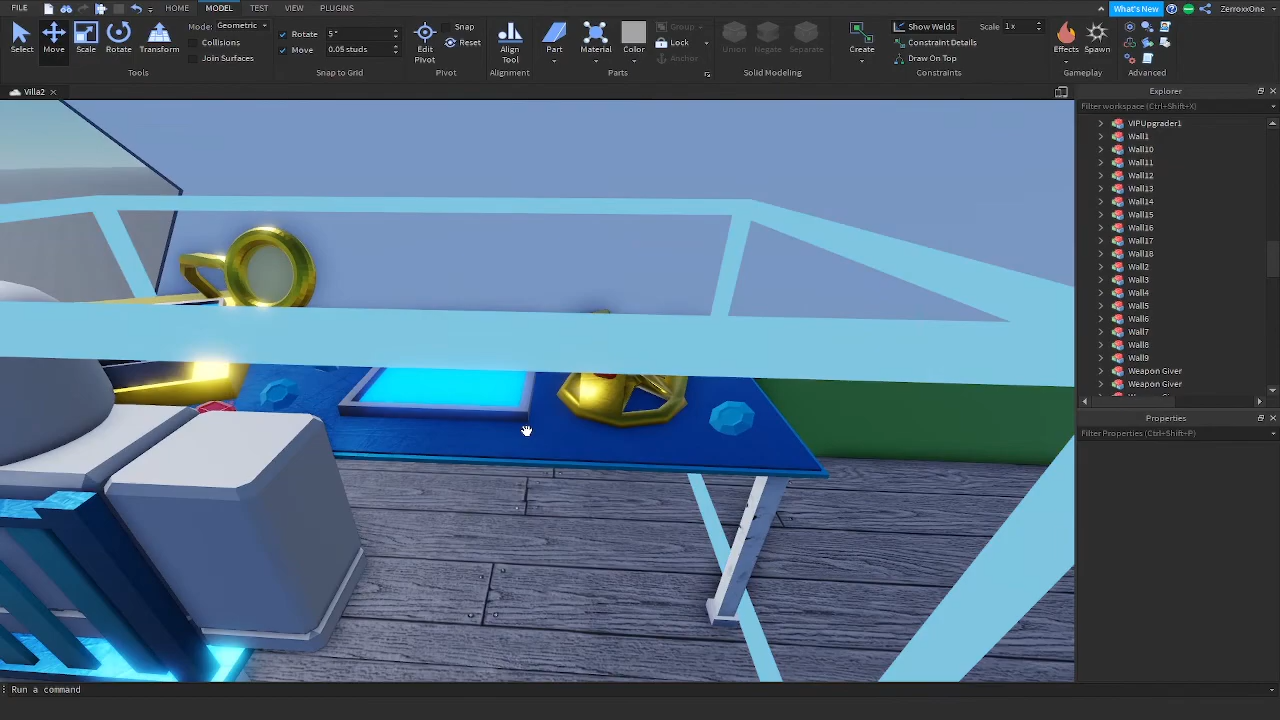 FILE HOME MODEL TEST VIEW PLUGINS What's New ZerroxxOne
Select Move Scale Rotate Transform
Mode: Geometric
Collisions
Join Surfaces
Tools
Rotate 5°
Move 0.05 studs
Snap to Grid
Edit Pivot
Snap
Reset
Pivot
Align Tool
Alignment
Part Material Color
Group
Lock
Anchor
Parts
Union Negate Separate
Solid Modeling
Create
Show Welds Scale 1x
Constraint Details
Draw On Top
Constraints
Effects Spawn
Gameplay
Advanced
Villa2
Explorer
Filter workspace (Ctrl+Shift+X)
VIPUpgrader1
Wall1
Wall10
Wall11
Wall12
Wall13
Wall14
Wall15
Wall16
Wall17
Wall18
Wall2
Wall3
Wall4
Wall5
Wall6
Wall7
Wall8
Wall9
Weapon Giver
Weapon Giver
Properties
Filter Properties (Ctrl+Shift+P)
Run a command